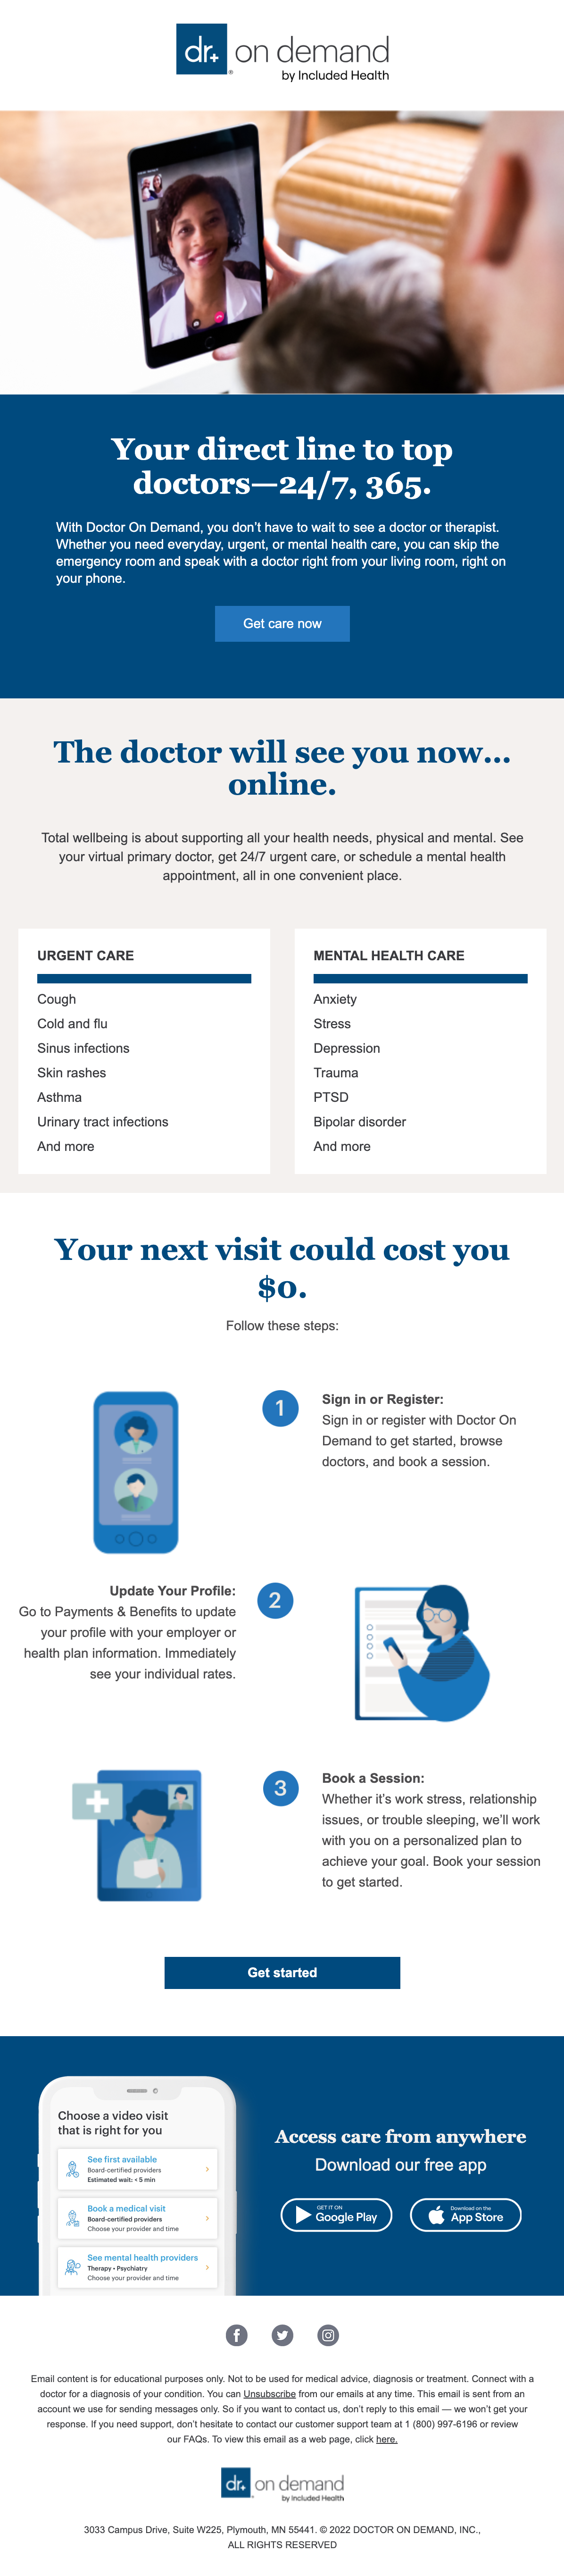 dr+ on demand®
by Included Health
Your direct line to top
doctors—24/7, 365.
With Doctor On Demand, you don't have to wait to see a doctor or therapist.
Whether you need everyday, urgent, or mental health care, you can skip the
emergency room and speak with a doctor right from your living room, right on
your phone.
Get care now
The doctor will see you now...
online.
Total wellbeing is about supporting all your health needs, physical and mental. See
your virtual primary doctor, get 24/7 urgent care, or schedule a mental health
appointment, all in one convenient place.
URGENT CARE
Cough
Cold and flu
Sinus infections
Skin rashes
Asthma
Urinary tract infections
And more
MENTAL HEALTH CARE
Anxiety
Stress
Depression
Trauma
PTSD
Bipolar disorder
And more
Your next visit could cost you
$0.
Follow these steps:
1
Sign in or Register:
Sign in or register with Doctor On
Demand to get started, browse
doctors, and book a session.
Update Your Profile:
Go to Payments & Benefits to update
your profile with your employer or
health plan information. Immediately
see your individual rates.
2
3
Book a Session:
Whether it's work stress, relationship
issues, or trouble sleeping, we'll work
with you on a personalized plan to
achieve your goal. Book your session
to get started.
Get started
Choose a video visit
that is right for you
See first available
Board-certified providers
Estimated wait: < 5 min
Book a medical visit
Board-certified providers
Choose your provider and time
See mental health providers
Therapy • Psychiatry
Choose your provider and time
Access care from anywhere
Download our free app
GET IT ON
Google Play
Download on the
App Store
Email content is for educational purposes only. Not to be used for medical advice, diagnosis or treatment. Connect with a
doctor for a diagnosis of your condition. You can Unsubscribe from our emails at any time. This email is sent from an
account we use for sending messages only. So if you want to contact us, don't reply to this email — we won't get your
response. If you need support, don't hesitate to contact our customer support team at 1 (800) 997-6196 or review
our FAQs. To view this email as a web page, click here.
dr+ on demand
by Included Health
3033 Campus Drive, Suite W225, Plymouth, MN 55441. © 2022 DOCTOR ON DEMAND, INC.,
ALL RIGHTS RESERVED